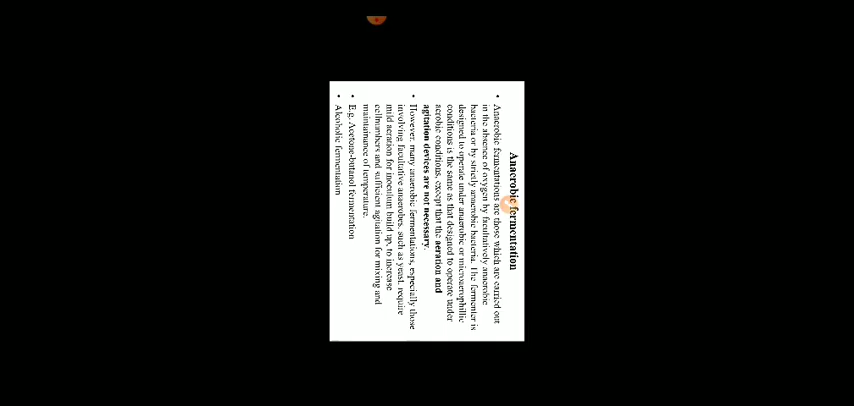 Anaerobic fermentation
• Anaerobic fermentations are those which are carried out
in the absence of oxygen by facultatively anaerobic
bacteria or by strictly anaerobic bacteria. The fermenter is
designed to operate under anaerobic or microaerophillic
conditions is the same as that designed to operate under
aerobic conditions, except that the aeration and
agitation devices are not necessary.
• However, many anaerobic fermentations, especially those
involving facultative anaerobes, such as yeast, require
mild aeration for inoculum build up, to increase
cellnumbers and sufficient agitation for mixing and
maintainance of temperature.
• E.g. Acetone-butanol fermentation
• Alcoholic fermentation